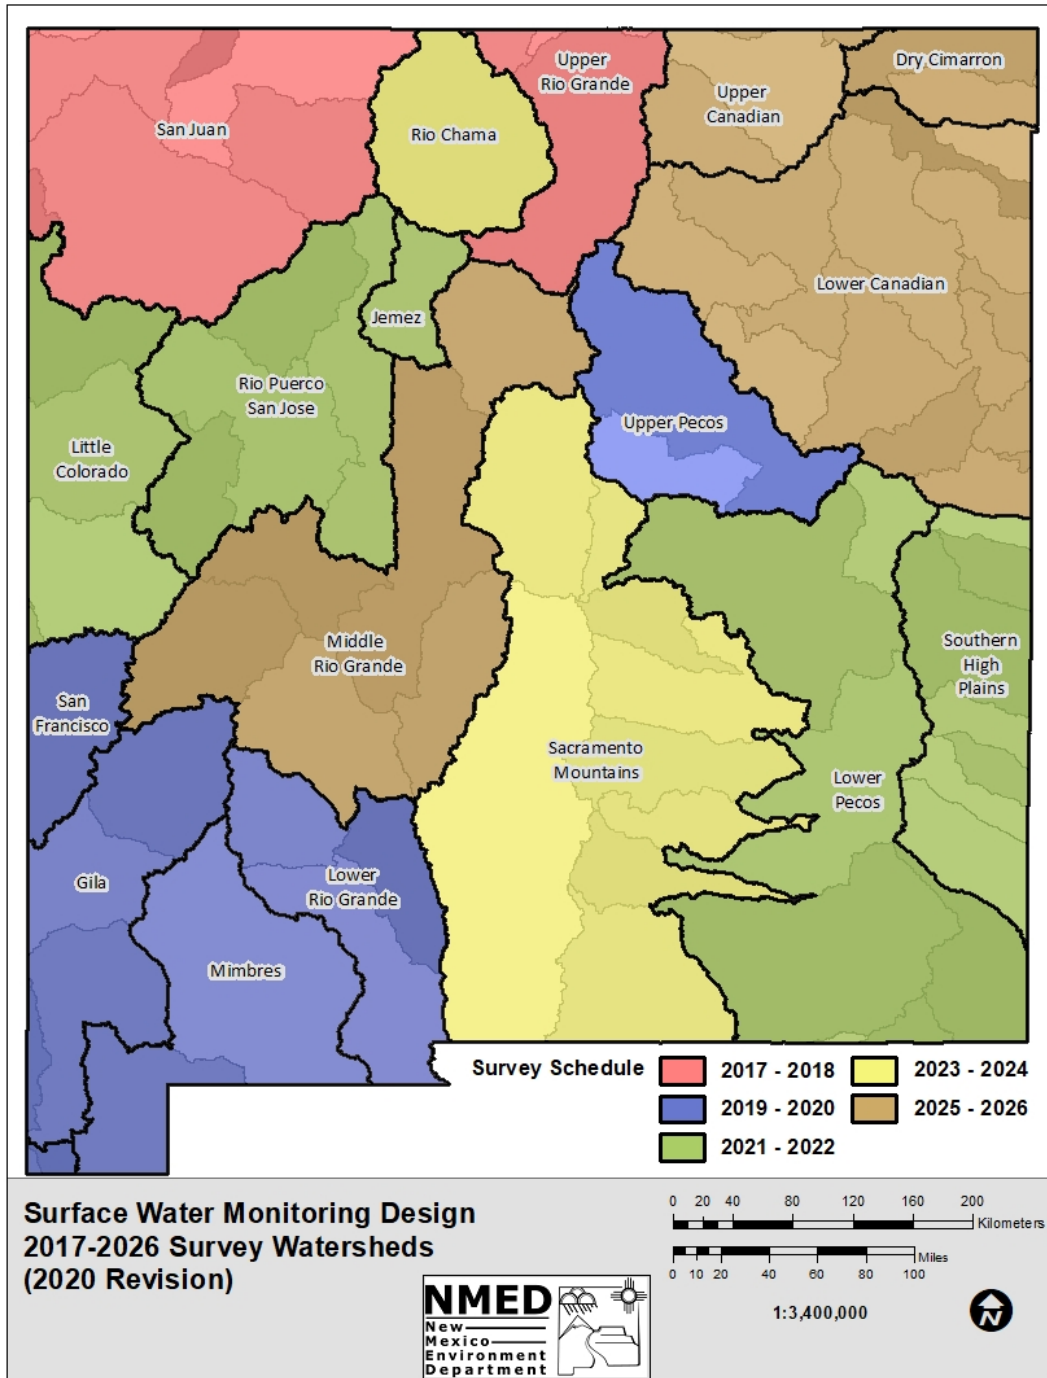 Upper
Rio Grande
Dry Cimarron
Upper
Canadian
San Juan
Rio Chama
Lower Canadian
Jemez
Rio Puerco
San Jose
Upper Pecos
Little
Colorado
Middle
Rio Grande
Southern
High
Plains
San
Francisco
Sacramento
Mountains
Lower
Pecos
Gila
Lower
Rio Grande
Mimbres
Survey Schedule
2017 - 2018
2023 - 2024
2019 - 2020
2025 - 2026
2021 - 2022
Surface Water Monitoring Design
2017-2026 Survey Watersheds
(2020 Revision)
0 20 40 80 120 160 200
Kilometers
Miles
0 10 20 40 60 80 100
1:3,400,000
N
NMED
New
Mexico
Environment
Department